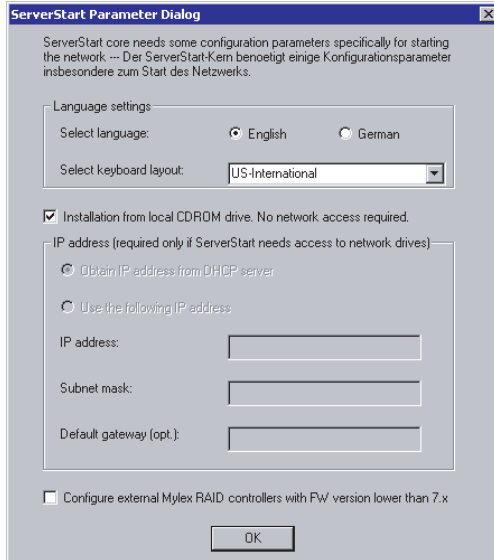 ServerStart Parameter Dialog
ServerStart core needs some configuration parameters specifically for starting
the network --- Der ServerStart-Kern benoetigt einige Konfigurationsparameter
insbesondere zum Start des Netzwerks.
Language settings
Select language:
English
German
Select keyboard layout:
US-International
Installation from local CDROM drive. No network access required.
IP address (required only if ServerStart needs access to network drives)
Obtain IP address from DHCP server
Use the following IP address
IP address:
Subnet mask:
Default gateway (opt.):
Configure external Mylex RAID controllers with FW version lower than 7.x
OK